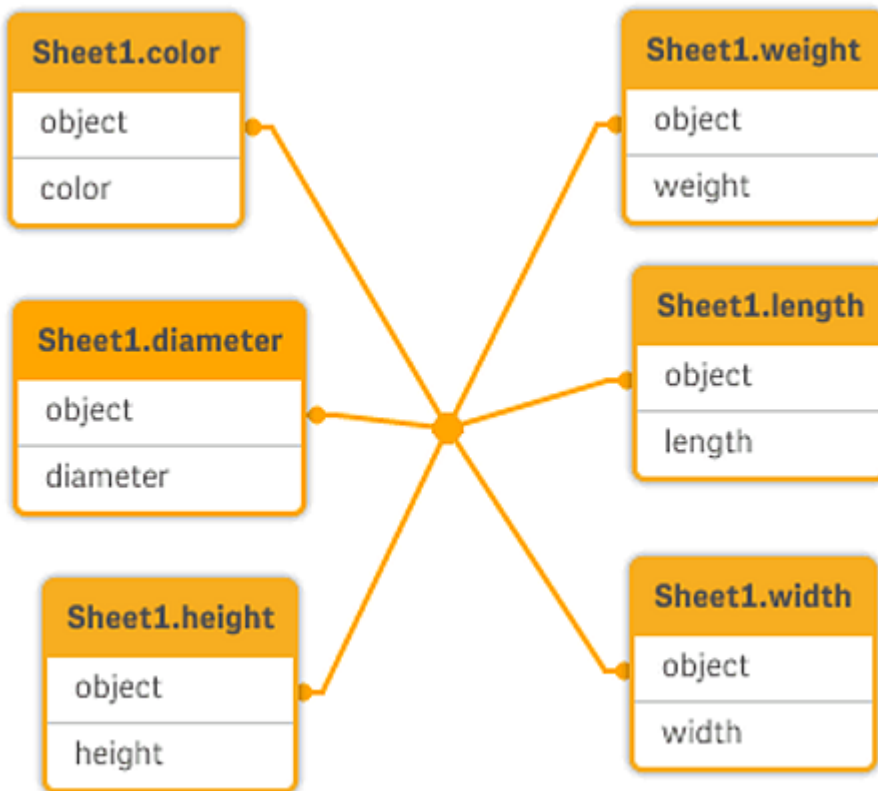 Sheet1.color
object
color
Sheet1.diameter
object
diameter
Sheet1.height
object
height
Sheet1.weight
object
weight
Sheet1.length
object
length
Sheet1.width
object
width